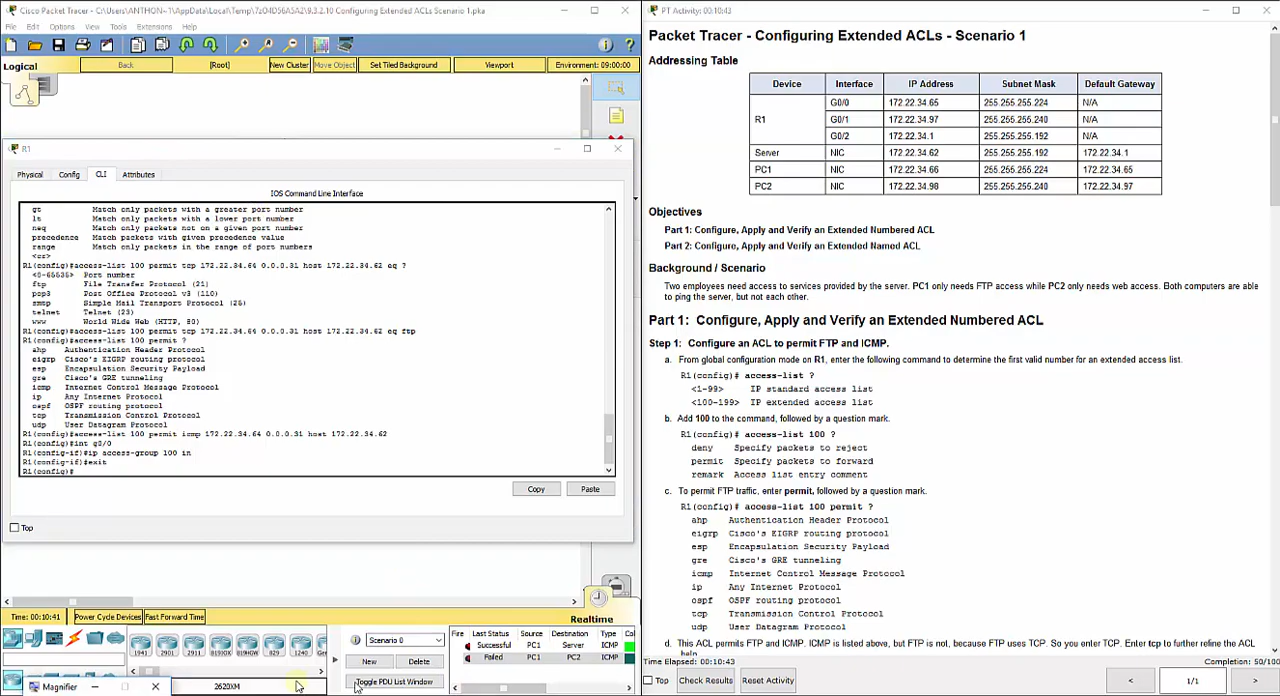 Cisco Packet Tracer - C:\Users\ANTHON~1\AppData\Local\Temp\7zO4D56A5A2\9.3.2.10 Configuring Extended ACLs Scenario 1.pka
File Edit Options View Tools Extensions Help
Logical Back [Root] New Cluster Move Object Set Tiled Background Viewport Environment: 09:00:00
R1
Physical Config CLI Attributes
IOS Command Line Interface
gt Match only packets with a greater port number
lt Match only packets with a lower port number
neq Match only packets not on a given port number
precedence Match packets with given precedence value
range Match only packets in the range of port numbers
<cr>
R1(config)#access-list 100 permit tcp 172.22.34.64 0.0.0.31 host 172.22.34.62 eq ?
<0-65535> Port number
ftp File Transfer Protocol (21)
pop3 Post Office Protocol v3 (110)
smtp Simple Mail Transport Protocol (25)
telnet Telnet (23)
www World Wide Web (HTTP, 80)
R1(config)#access-list 100 permit tcp 172.22.34.64 0.0.0.31 host 172.22.34.62 eq ftp
R1(config)#access-list 100 permit ?
ahp Authentication Header Protocol
eigrp Cisco's EIGRP routing protocol
esp Encapsulation Security Payload
gre Cisco's GRE tunneling
icmp Internet Control Message Protocol
ip Any Internet Protocol
ospf OSPF routing protocol
tcp Transmission Control Protocol
udp User Datagram Protocol
R1(config)#access-list 100 permit icmp 172.22.34.64 0.0.0.31 host 172.22.34.62
R1(config)#int g0/0
R1(config-if)#ip access-group 100 in
R1(config-if)#exit
R1(config)#
Copy Paste
Top
Time: 00:10:41 Power Cycle Devices Fast Forward Time Realtime
1941 2901 2911 819IOX 819HGW 829 1240
Scenario 0
New Delete
Toggle PDU List Window
Fire Last Status Source Destination Type Col
Successful PC1 Server ICMP
Failed PC1 PC2 ICMP
Magnifier
2620XM
PT Activity: 00:10:43
Packet Tracer - Configuring Extended ACLs - Scenario 1
Addressing Table
Device Interface IP Address Subnet Mask Default Gateway
R1 G0/0 172.22.34.65 255.255.255.224 N/A
G0/1 172.22.34.97 255.255.255.240 N/A
G0/2 172.22.34.1 255.255.255.192 N/A
Server NIC 172.22.34.62 255.255.255.192 172.22.34.1
PC1 NIC 172.22.34.66 255.255.255.224 172.22.34.65
PC2 NIC 172.22.34.98 255.255.255.240 172.22.34.97
Objectives
Part 1: Configure, Apply and Verify an Extended Numbered ACL
Part 2: Configure, Apply and Verify an Extended Named ACL
Background / Scenario
Two employees need access to services provided by the server. PC1 only needs FTP access while PC2 only needs web access. Both computers are able
to ping the server, but not each other.
Part 1: Configure, Apply and Verify an Extended Numbered ACL
Step 1: Configure an ACL to permit FTP and ICMP.
a. From global configuration mode on R1, enter the following command to determine the first valid number for an extended access list.
R1(config)# access-list ?
<1-99> IP standard access list
<100-199> IP extended access list
b. Add 100 to the command, followed by a question mark.
R1(config)# access-list 100 ?
deny Specify packets to reject
permit Specify packets to forward
remark Access list entry comment
c. To permit FTP traffic, enter permit, followed by a question mark.
R1(config)# access-list 100 permit ?
ahp Authentication Header Protocol
eigrp Cisco's EIGRP routing protocol
esp Encapsulation Security Payload
gre Cisco's GRE tunneling
icmp Internet Control Message Protocol
ip Any Internet Protocol
ospf OSPF routing protocol
tcp Transmission Control Protocol
udp User Datagram Protocol
d. This ACL permits FTP and ICMP. ICMP is listed above, but FTP is not, because FTP uses TCP. So you enter TCP. Enter tcp to further refine the ACL
help.
Time Elapsed: 00:10:43 Completion: 50/100
Top Check Results Reset Activity < 1/1 >